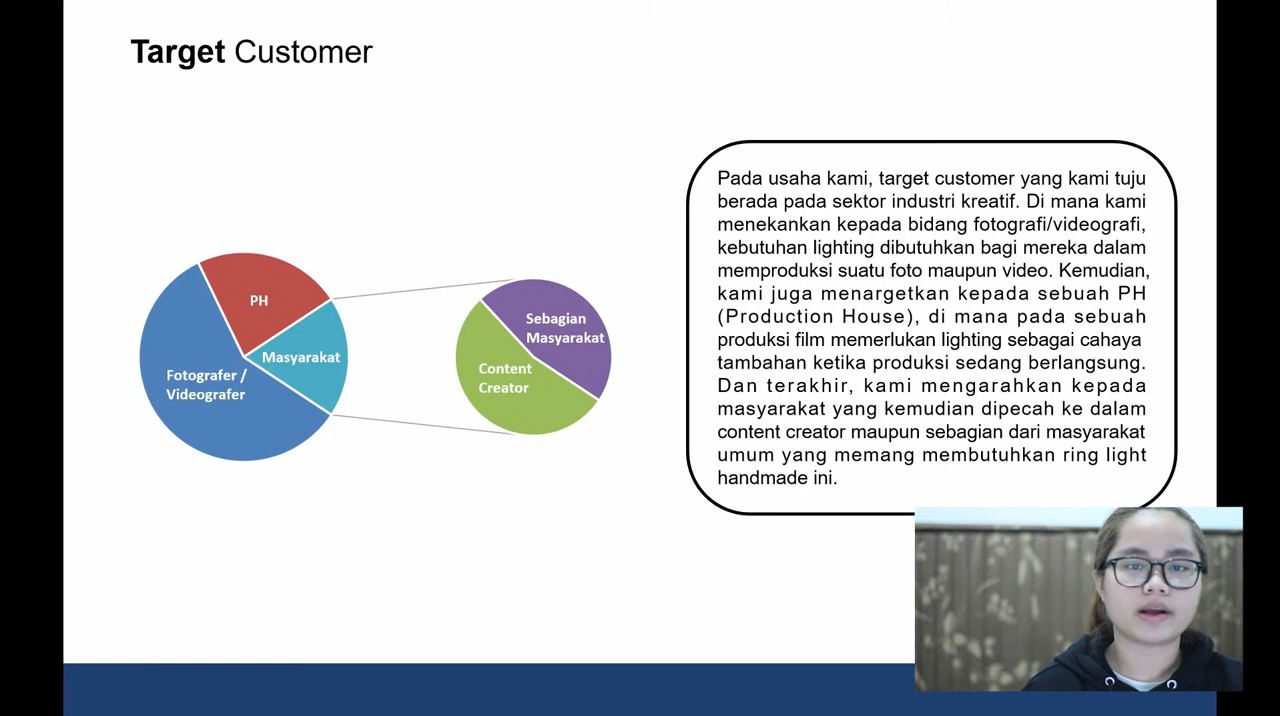 Target Customer
PH
Masyarakat
Fotografer /
Videografer
Sebagian
Masyarakat
Content
Creator
Pada usaha kami, target customer yang kami tuju
berada pada sektor industri kreatif. Di mana kami
menekankan kepada bidang fotografi/videografi,
kebutuhan lighting dibutuhkan bagi mereka dalam
memproduksi suatu foto maupun video. Kemudian,
kami juga menargetkan kepada sebuah PH
(Production House), di mana pada sebuah
produksi film memerlukan lighting sebagai cahaya
tambahan ketika produksi sedang berlangsung.
Dan terakhir, kami mengarahkan kepada
masyarakat yang kemudian dipecah ke dalam
content creator maupun sebagian dari masyarakat
umum yang memang membutuhkan ring light
handmade ini.